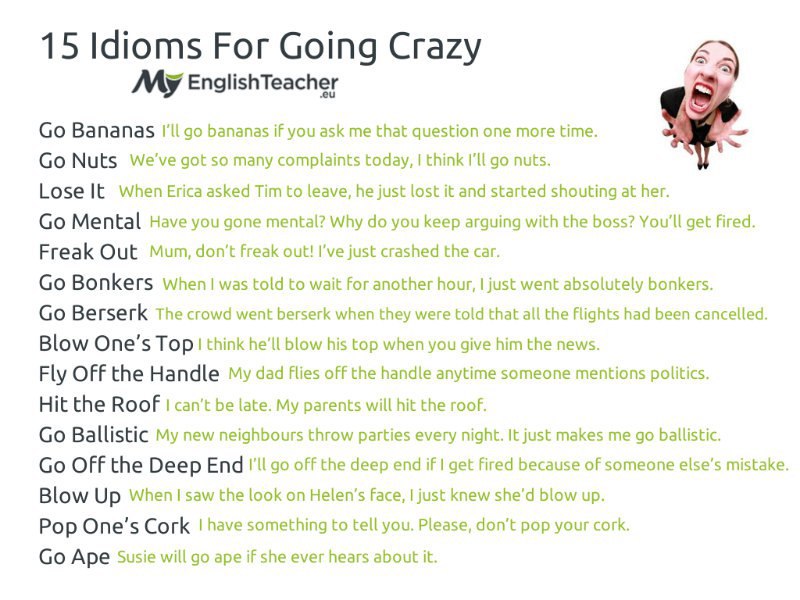 15 Idioms For Going Crazy
My EnglishTeacher
.eu
Go Bananas I'll go bananas if you ask me that question one more time.
Go Nuts We've got so many complaints today, I think I'll go nuts.
Lose It When Erica asked Tim to leave, he just lost it and started shouting at her.
Go Mental Have you gone mental? Why do you keep arguing with the boss? You'll get fired.
Freak Out Mum, don't freak out! I've just crashed the car.
Go Bonkers When I was told to wait for another hour, I just went absolutely bonkers.
Go Berserk The crowd went berserk when they were told that all the flights had been cancelled.
Blow One's Top I think he'll blow his top when you give him the news.
Fly Off the Handle My dad flies off the handle anytime someone mentions politics.
Hit the Roof I can't be late. My parents will hit the roof.
Go Ballistic My new neighbours throw parties every night. It just makes me go ballistic.
Go Off the Deep End I'll go off the deep end if I get fired because of someone else's mistake.
Blow Up When I saw the look on Helen's face, I just knew she'd blow up.
Pop One's Cork I have something to tell you. Please, don't pop your cork.
Go Ape Susie will go ape if she ever hears about it.